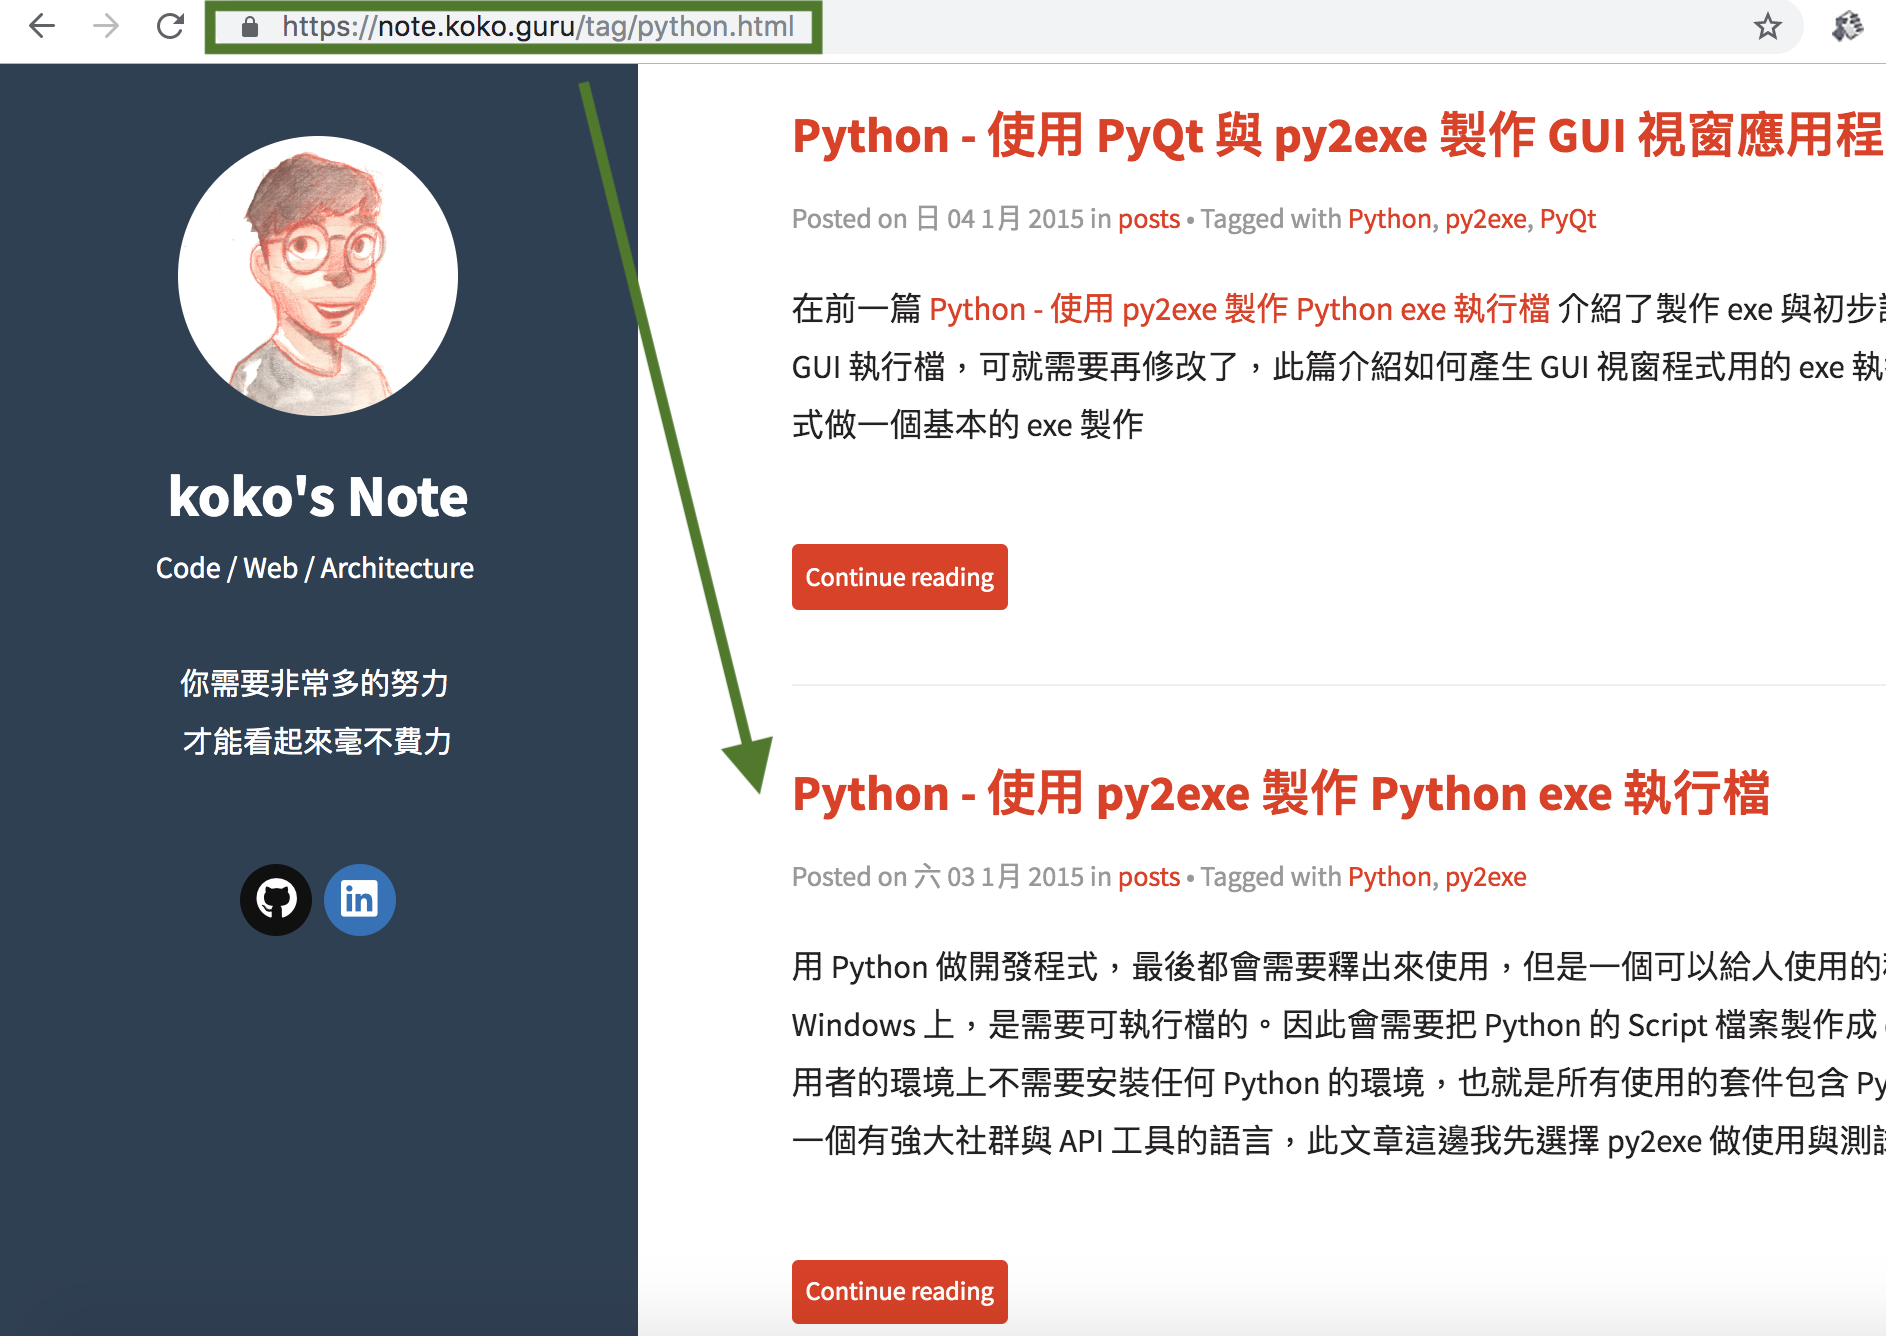 https://note.koko.guru/tag/python.html
koko's Note
Code / Web / Architecture
你需要非常多的努力
才能看起來毫不費力
in
Python - 使用 PyQt 與 py2exe 製作 GUI 視窗應用程
Posted on 日 04 1月 2015 in posts • Tagged with Python, py2exe, PyQt
在前一篇 Python - 使用 py2exe 製作 Python exe 執行檔 介紹了製作 exe 與初步
GUI 執行檔，可就需要再修改了，此篇介紹如何產生 GUI 視窗程式用的 exe 執
式做一個基本的 exe 製作
Continue reading
Python - 使用 py2exe 製作 Python exe 執行檔
Posted on 六 03 1月 2015 in posts • Tagged with Python, py2exe
用 Python 做開發程式，最後都會需要釋出來使用，但是一個可以給人使用的
Windows 上，是需要可執行檔的。因此會需要把 Python 的 Script 檔案製作成
用者的環境上不需要安裝任何 Python 的環境，也就是所有使用的套件包含 Py
一個有強大社群與 API 工具的語言，此文章這邊我先選擇 py2exe 做使用與測
Continue reading